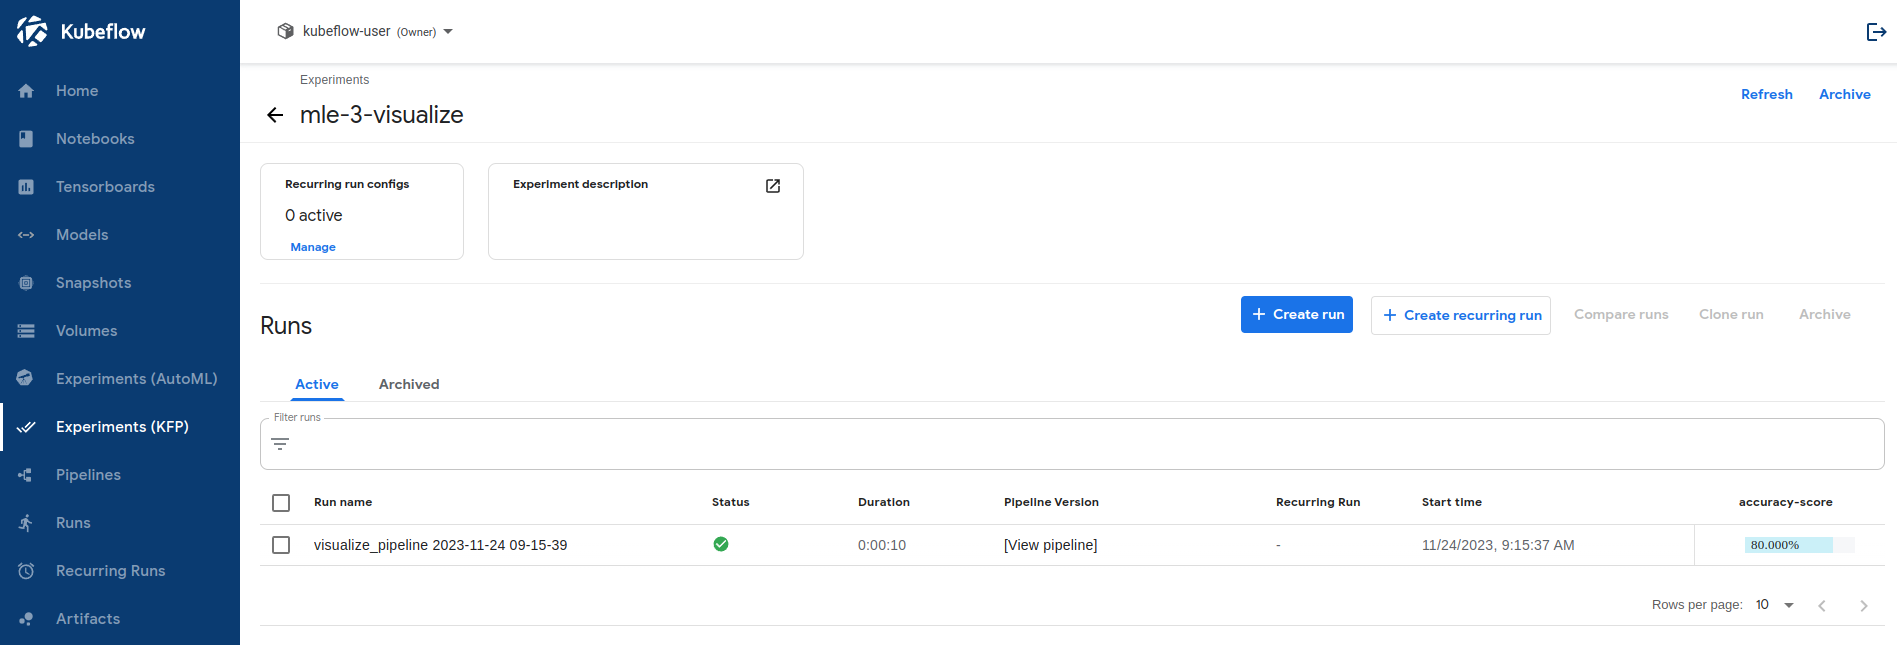 Kubeflow
kubeflow-user (Owner)
Home
Notebooks
Tensorboards
Models
Snapshots
Volumes
Experiments (AutoML)
Experiments (KFP)
Pipelines
Runs
Recurring Runs
Artifacts
Experiments
mle-3-visualize
Refresh Archive
Recurring run configs
0 active
Manage
Experiment description
Runs
+ Create run + Create recurring run Compare runs Clone run Archive
Active Archived
Filter runs
Run name Status Duration Pipeline Version Recurring Run Start time accuracy-score
visualize_pipeline 2023-11-24 09-15-39 0:00:10 [View pipeline] - 11/24/2023, 9:15:37 AM 80.000%
Rows per page: 10